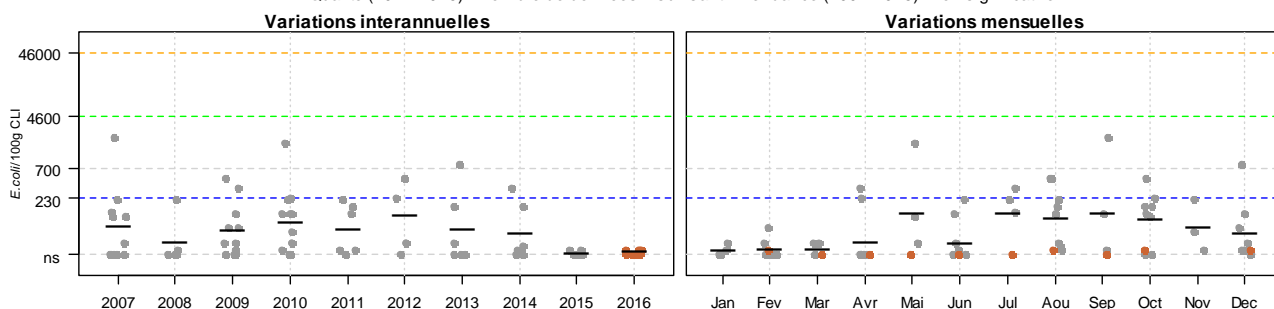 Variations interannuelles
Variations mensuelles
E.coli/100g CLI
46000
4600
700
230
ns
2007 2008 2009 2010 2011 2012 2013 2014 2015 2016
Jan Fev Mar Avr Mai Jun Jul Aou Sep Oct Nov Dec